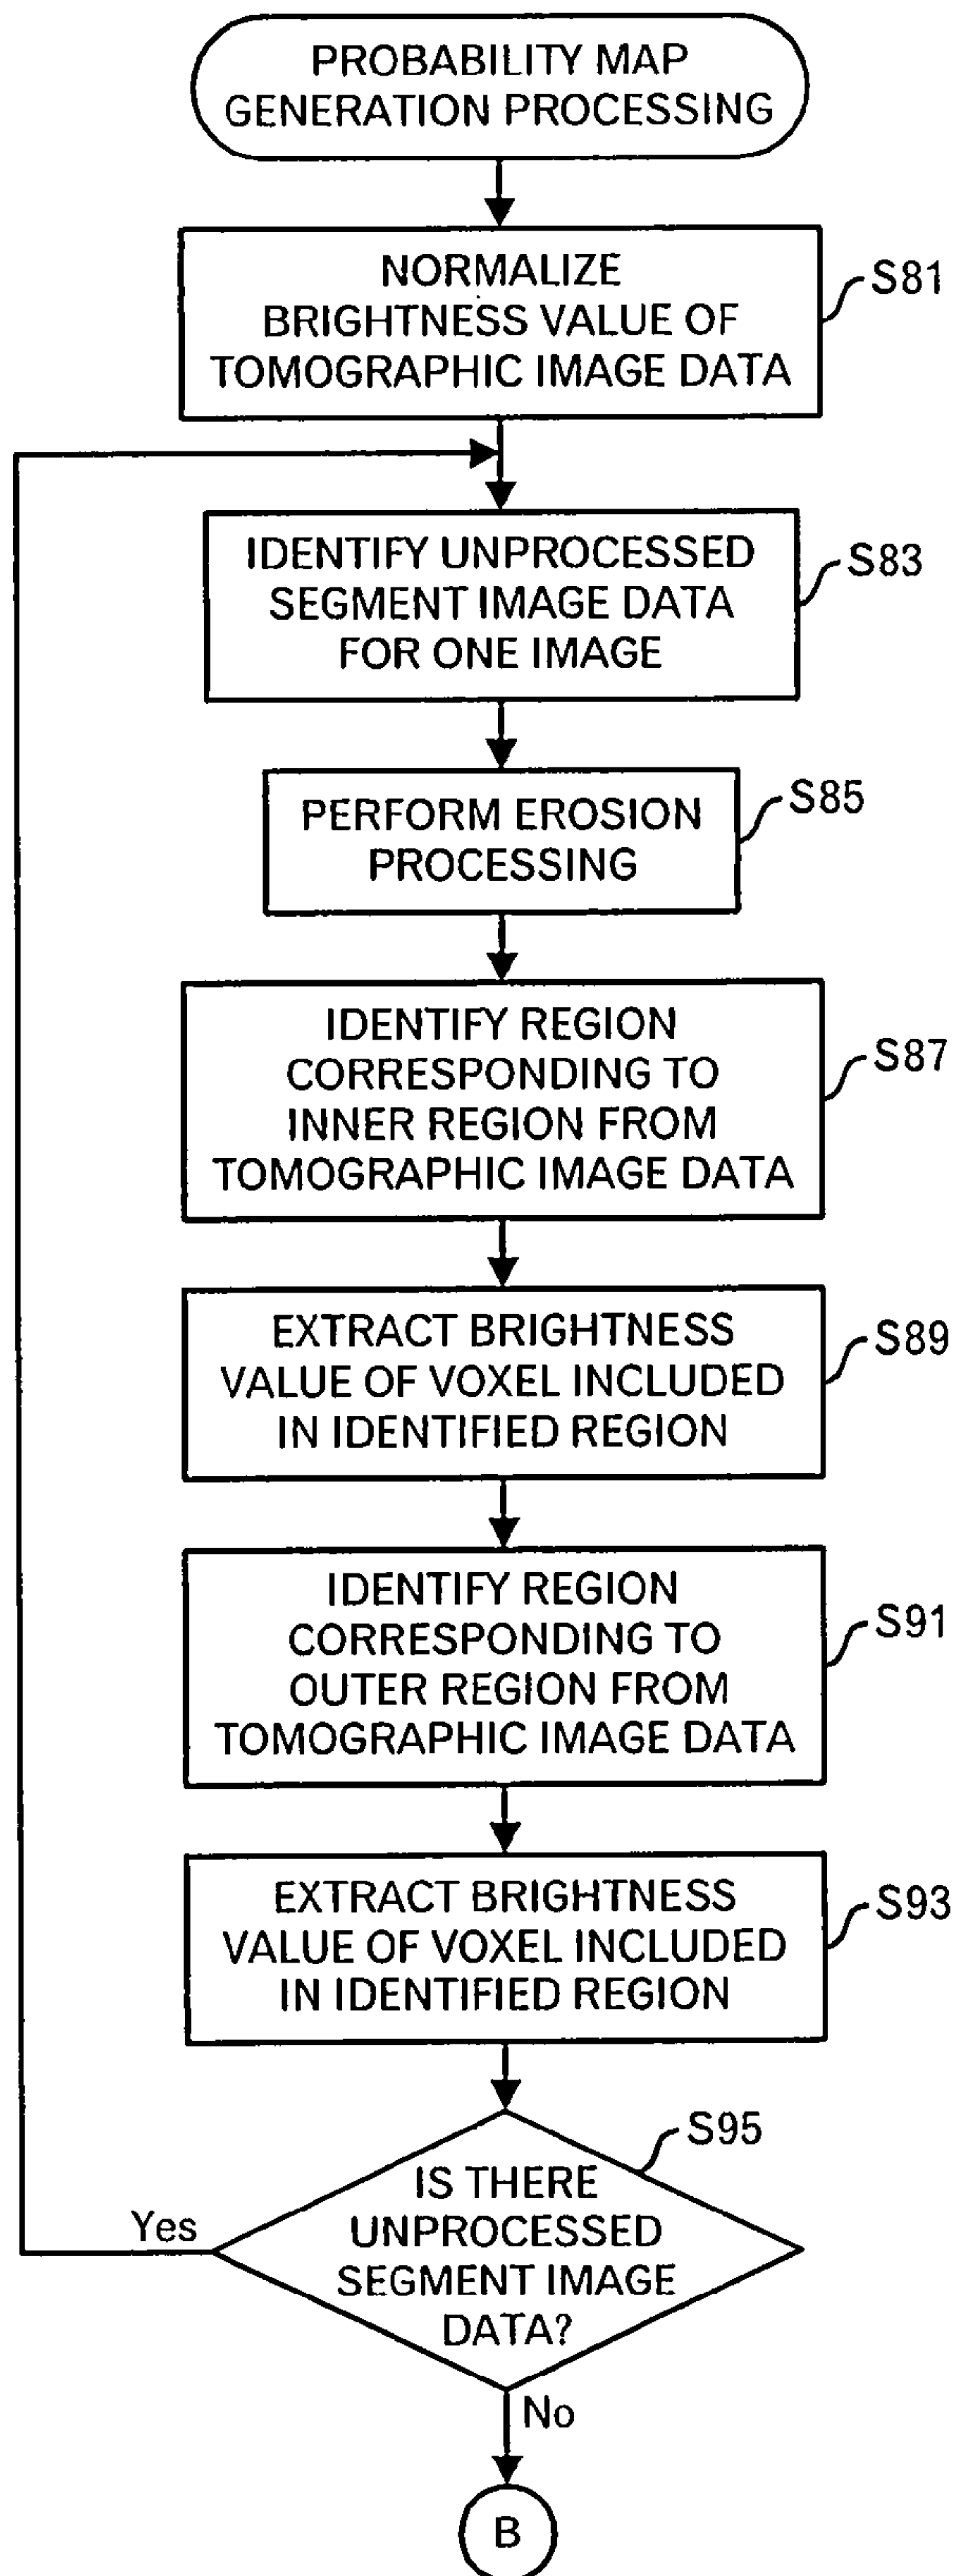 PROBABILITY MAP
GENERATION PROCESSING
NORMALIZE
BRIGHTNESS VALUE OF
TOMOGRAPHIC IMAGE DATA
S81
IDENTIFY UNPROCESSED
SEGMENT IMAGE DATA
FOR ONE IMAGE
S83
PERFORM EROSION
PROCESSING
S85
IDENTIFY REGION
CORRESPONDING TO
INNER REGION FROM
TOMOGRAPHIC IMAGE DATA
S87
EXTRACT BRIGHTNESS
VALUE OF VOXEL INCLUDED
IN IDENTIFIED REGION
S89
IDENTIFY REGION
CORRESPONDING TO
OUTER REGION FROM
TOMOGRAPHIC IMAGE DATA
S91
EXTRACT BRIGHTNESS
VALUE OF VOXEL INCLUDED
IN IDENTIFIED REGION
S93
S95
IS THERE
UNPROCESSED
SEGMENT IMAGE
DATA?
Yes
No
B